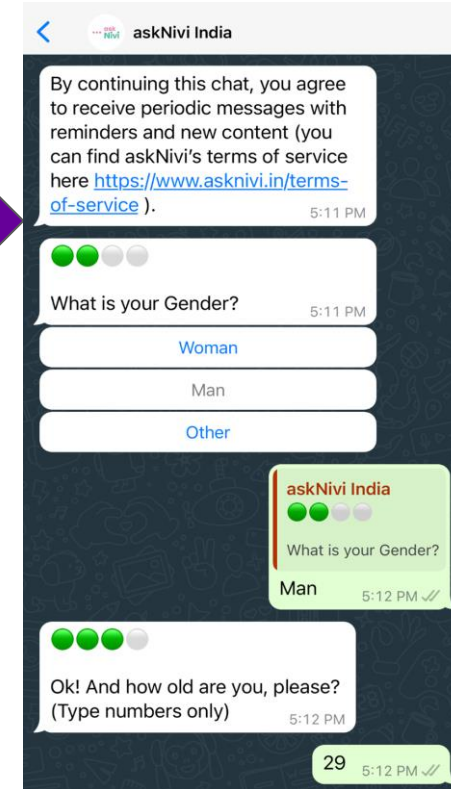 ask
Nivi
askNivi India
By continuing this chat, you agree
to receive periodic messages with
reminders and new content (you
can find askNivi's terms of service
here https://www.asknivi.in/terms-
of-service ).
5:11 PM
What is your Gender?
5:11 PM
Woman
Man
Other
askNivi India
What is your Gender?
Man
5:12 PM
Ok! And how old are you, please?
(Type numbers only)
5:12 PM
29
5:12 PM